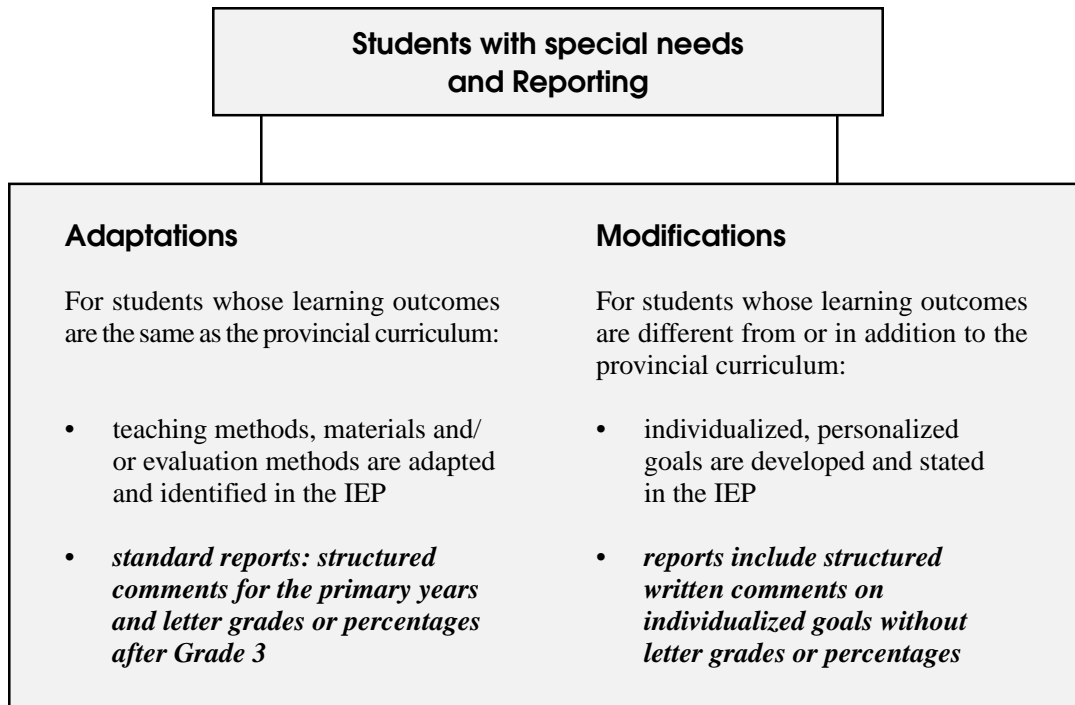 Students with special needs
and Reporting
Adaptations
For students whose learning outcomes
are the same as the provincial curriculum:
• teaching methods, materials and/
or evaluation methods are adapted
and identified in the IEP
• standard reports: structured
comments for the primary years
and letter grades or percentages
after Grade 3
Modifications
For students whose learning outcomes
are different from or in addition to the
provincial curriculum:
• individualized, personalized
goals are developed and stated
in the IEP
• reports include structured
written comments on
individualized goals without
letter grades or percentages